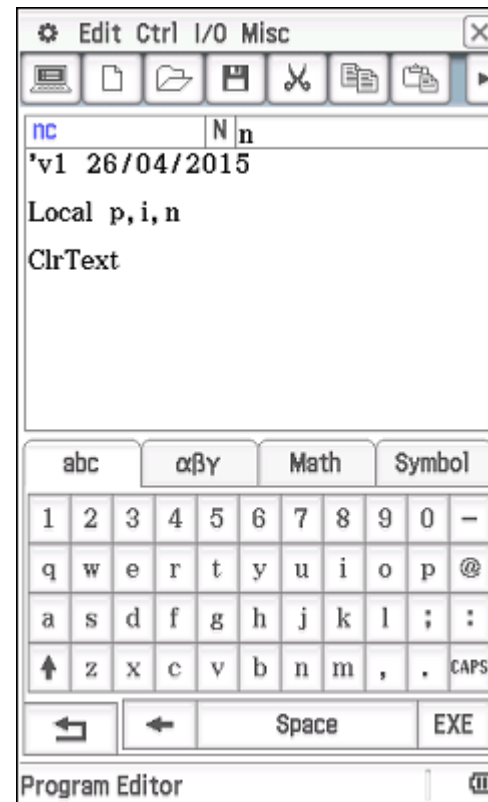 Edit Ctrl I/O Misc
nc N n
'v1 26/04/2015
Local p,i,n
ClrText
abc αβγ Math Symbol
1 2 3 4 5 6 7 8 9 0 −
q w e r t y u i o p @
a s d f g h j k l ; :
z x c v b n m , . CAPS
Space EXE
Program Editor